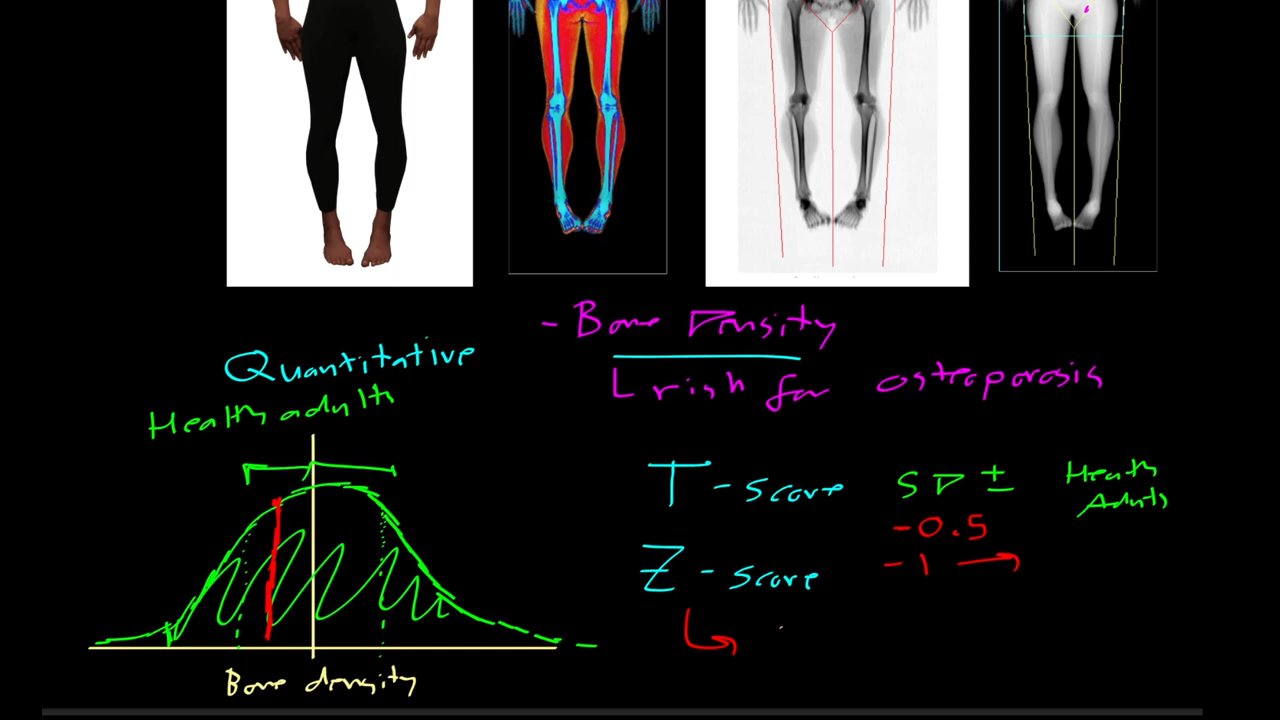 - Bone Density
Quantitative
L risk for osteoporosis
Health adults
T - score SD ± Health Adults
-0.5
-1
Z - score
Bone density